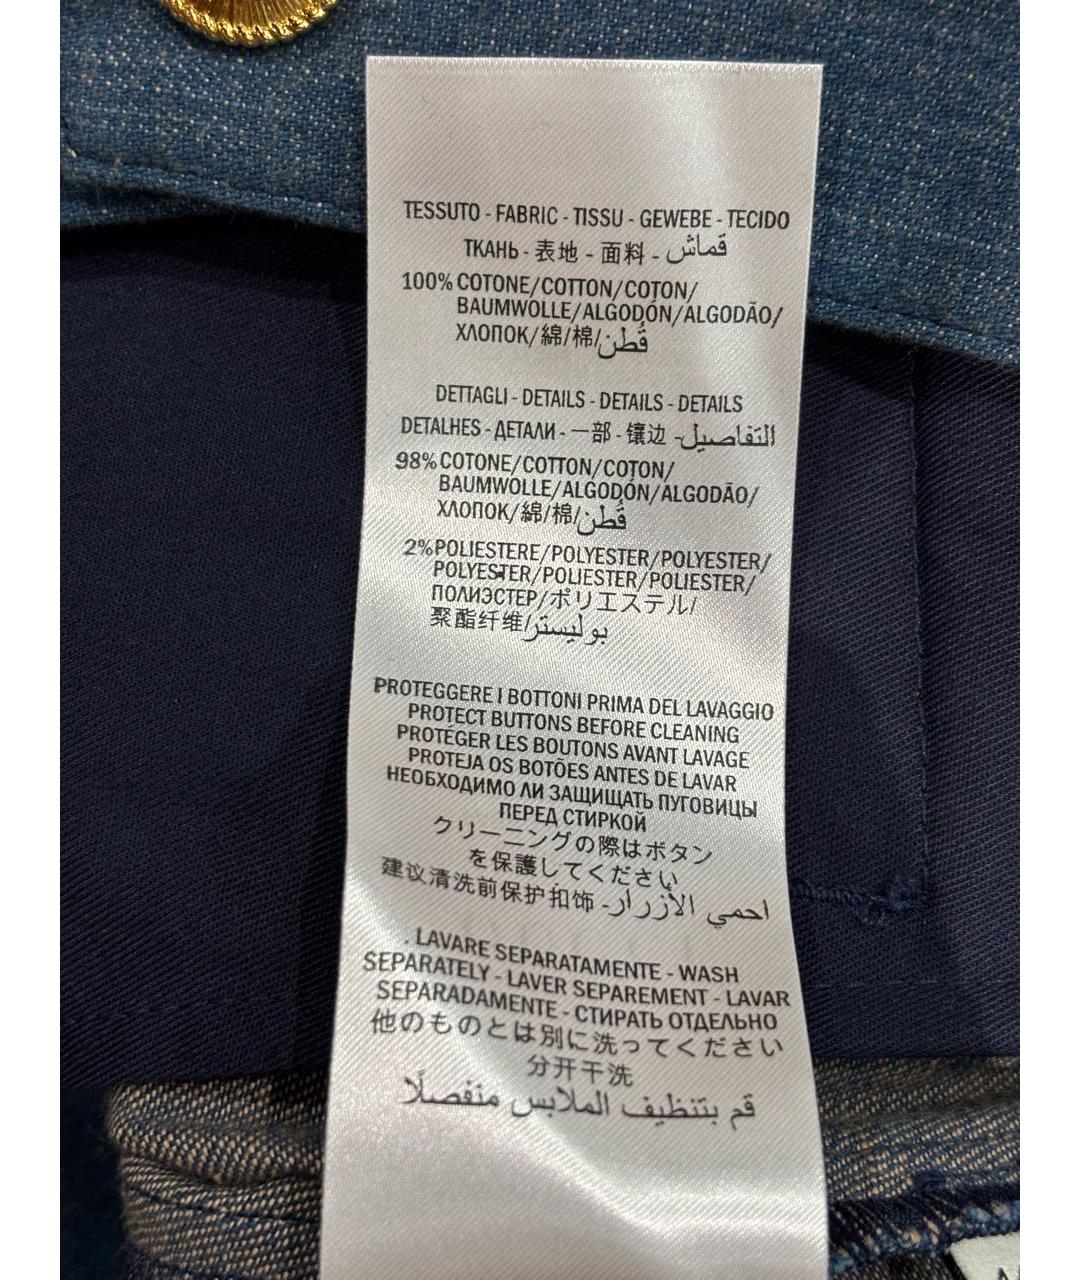 TESSUTO - FABRIC - TISSU - GEWEBE - TECIDO
ТКАНЬ - 表地 - 面料 - قماش
100% COTONE/COTTON/COTON/
BAUMWOLLE/ALGODÓN/ALGODÃO/
ХЛОПОК/綿/棉/قُطن
DETTAGLI - DETAILS - DETAILS - DETAILS
DETALHES - ДЕТАЛИ - 一部 - 镶边 - التفاصيل
98% COTONE/COTTON/COTON/
BAUMWOLLE/ALGODÓN/ALGODÃO/
ХЛОПОК/綿/棉/قُطن
2% POLIESTERE/POLYESTER/POLYESTER/
POLYESTER/POLIESTER/POLIESTER/
ПОЛИЭСТЕР/ポリエステル/
聚酯纤维/بوليستر
PROTEGGERE I BOTTONI PRIMA DEL LAVAGGIO
PROTECT BUTTONS BEFORE CLEANING
PROTÉGER LES BOUTONS AVANT LAVAGE
PROTEJA OS BOTÕES ANTES DE LAVAR
НЕОБХОДИМО ЛИ ЗАЩИЩАТЬ ПУГОВИЦЫ
ПЕРЕД СТИРКОЙ
クリーニングの際はボタン
を保護してください
建议清洗前保护扣饰 - احمي الأزرار
. LAVARE SEPARATAMENTE - WASH
SEPARATELY - LAVER SEPAREMENT - LAVAR
SEPARADAMENTE - СТИРАТЬ ОТДЕЛЬНО
他のものとは別に洗ってください
分开干洗
قم بتنظيف الملابس منفصلًا